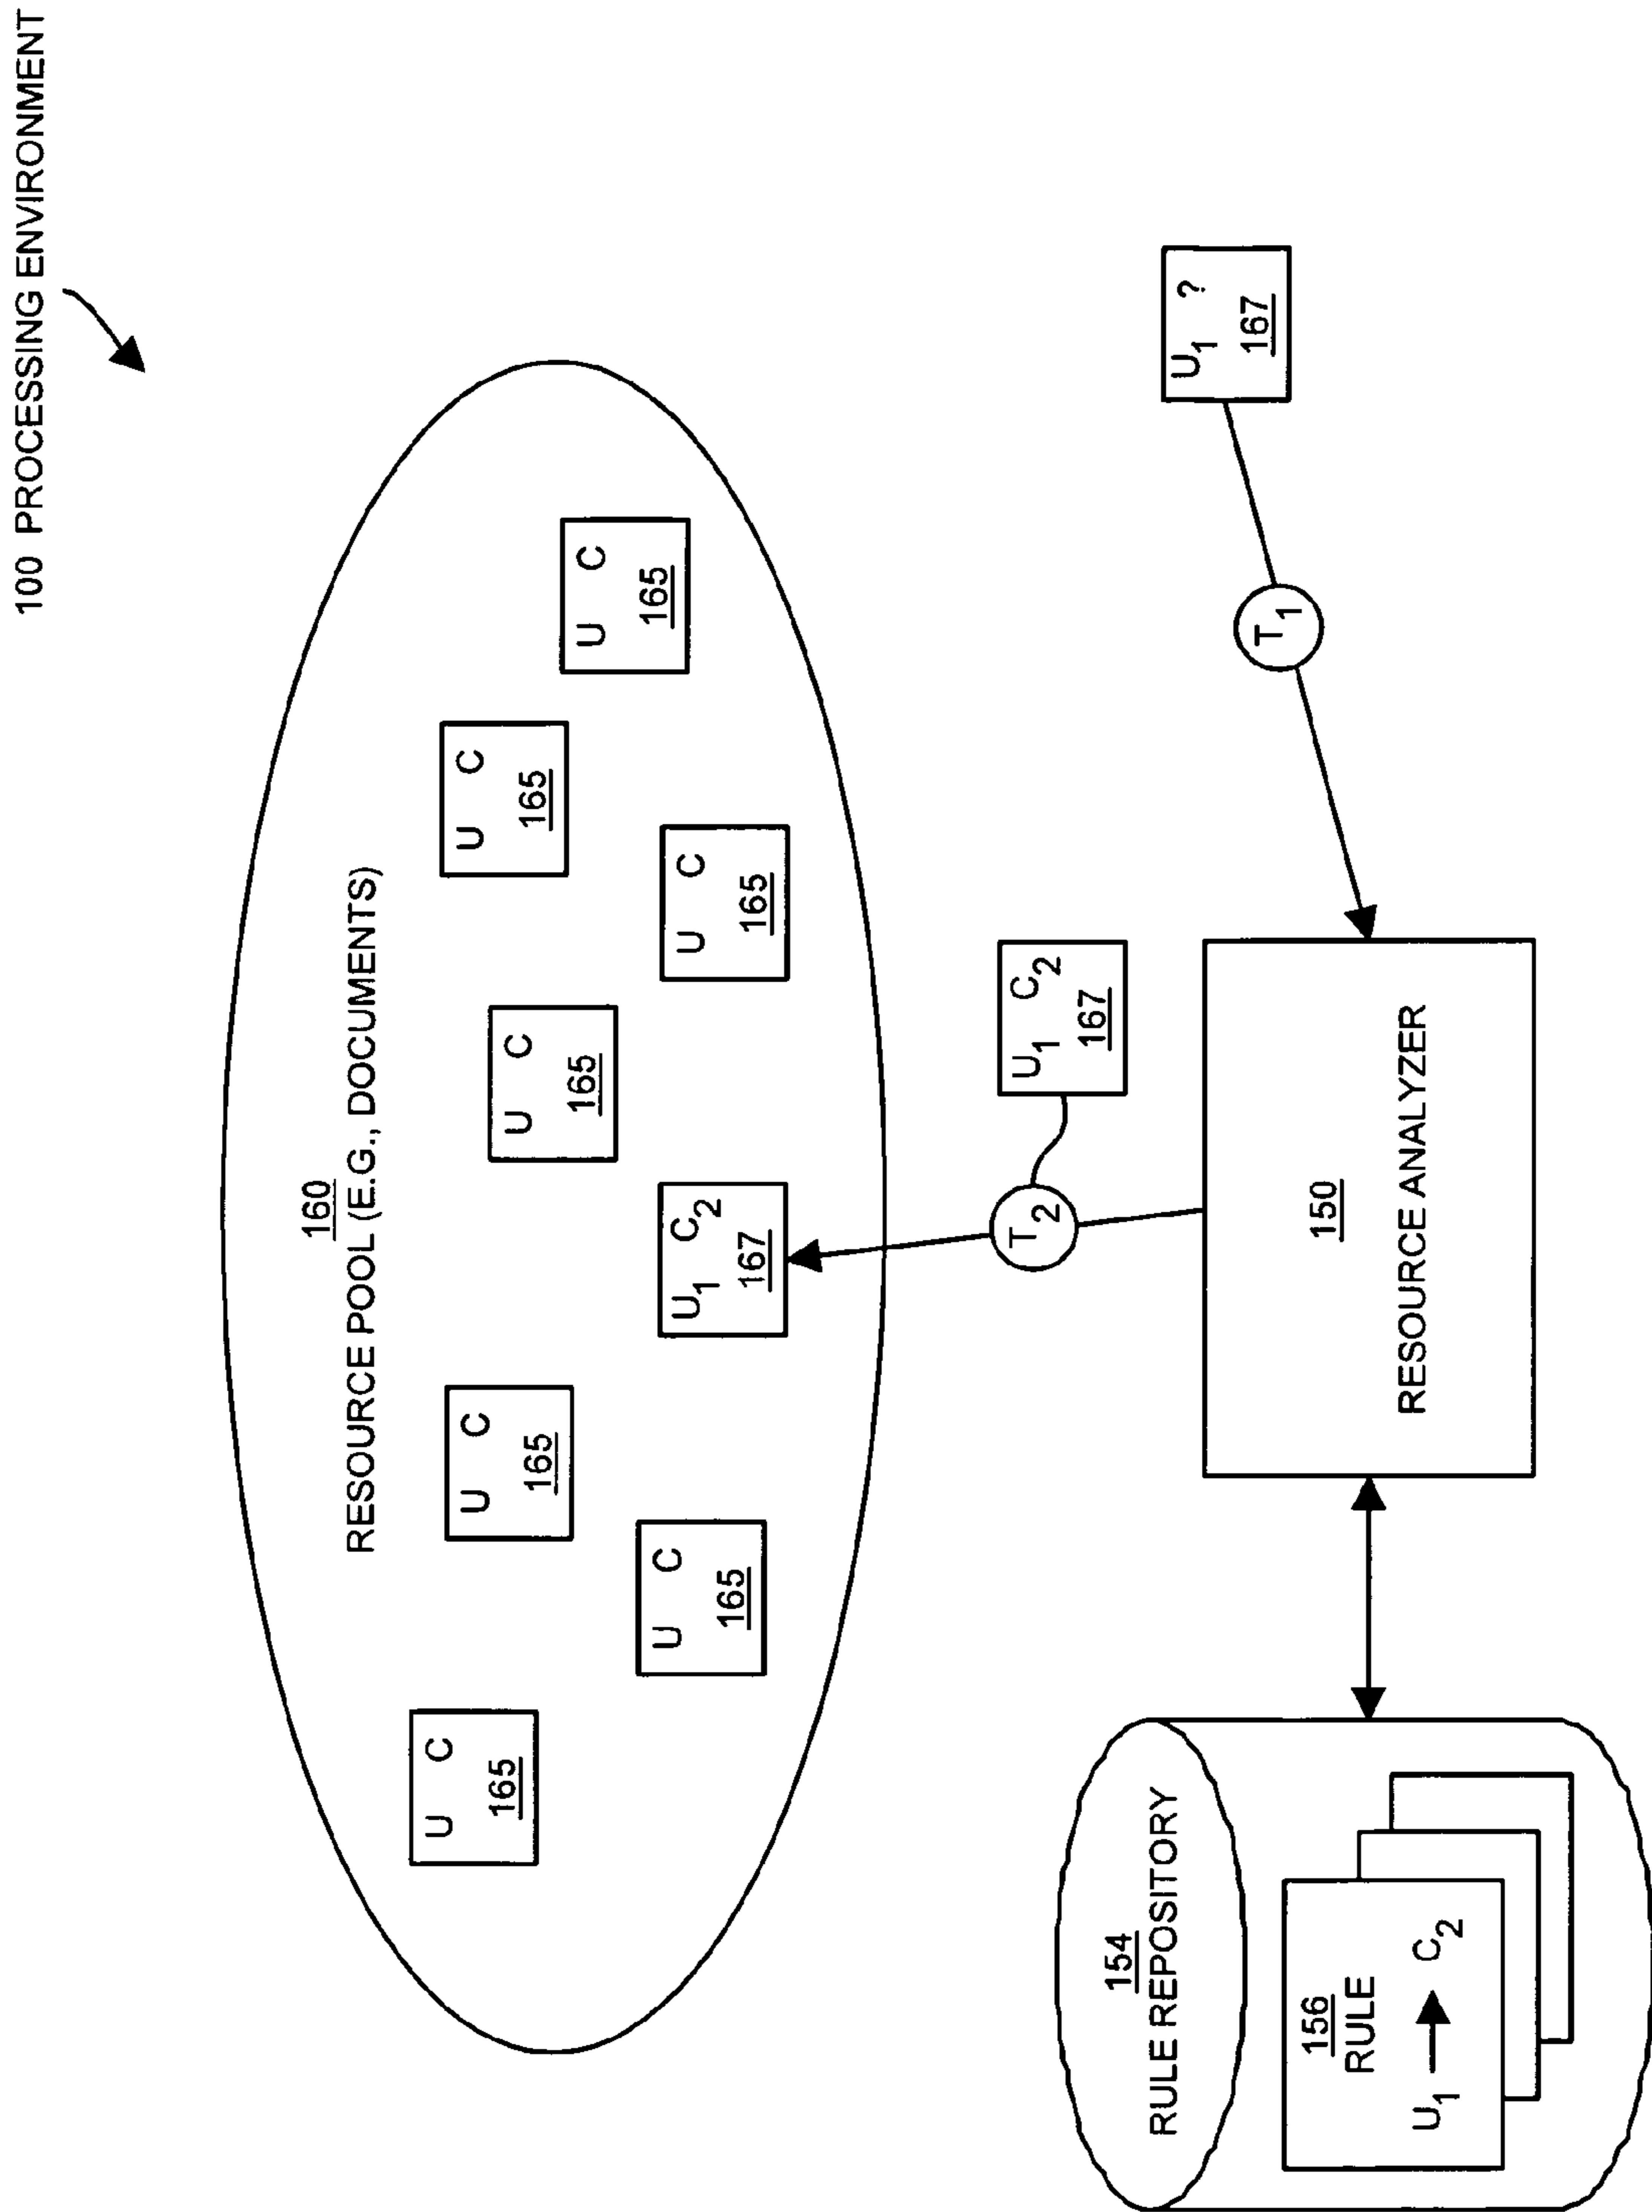 100 PROCESSING ENVIRONMENT
160
RESOURCE POOL (E.G., DOCUMENTS)
U C
165
U C
165
U C
165
U C
165
U C
165
U C
165
U C
165
U1 C2
167
T2
U1 C2
167
U1 ?
167
T1
150
RESOURCE ANALYZER
154
RULE REPOSITORY
156
RULE
U1 → C2